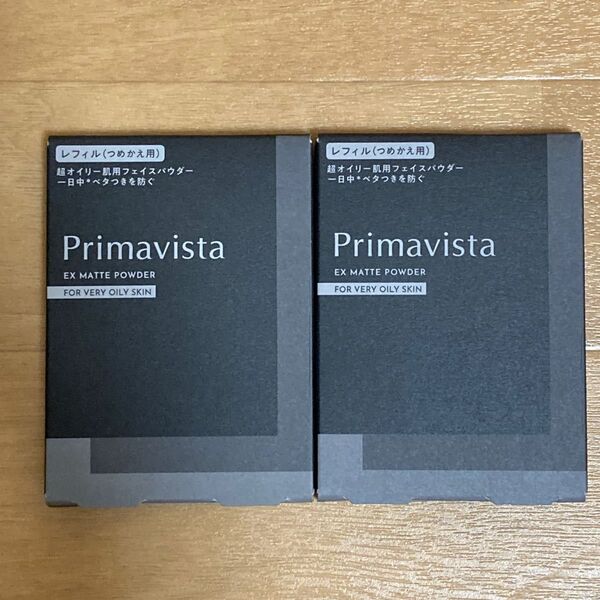 レフィル(つめかえ用)
超オイリー肌用フェイスパウダー
一日中*ベタつきを防ぐ
Primavista
EX MATTE POWDER
FOR VERY OILY SKIN
レフィル(つめかえ用)
超オイリー肌用フェイスパウダー
一日中*ベタつきを防ぐ
Primavista
EX MATTE POWDER
FOR VERY OILY SKIN